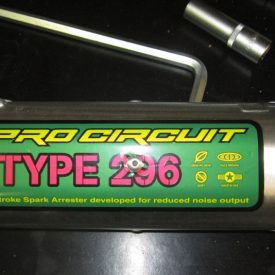 PRO CIRCUIT
TYPE 296
troke Spark Arrester developed for reduced noise output